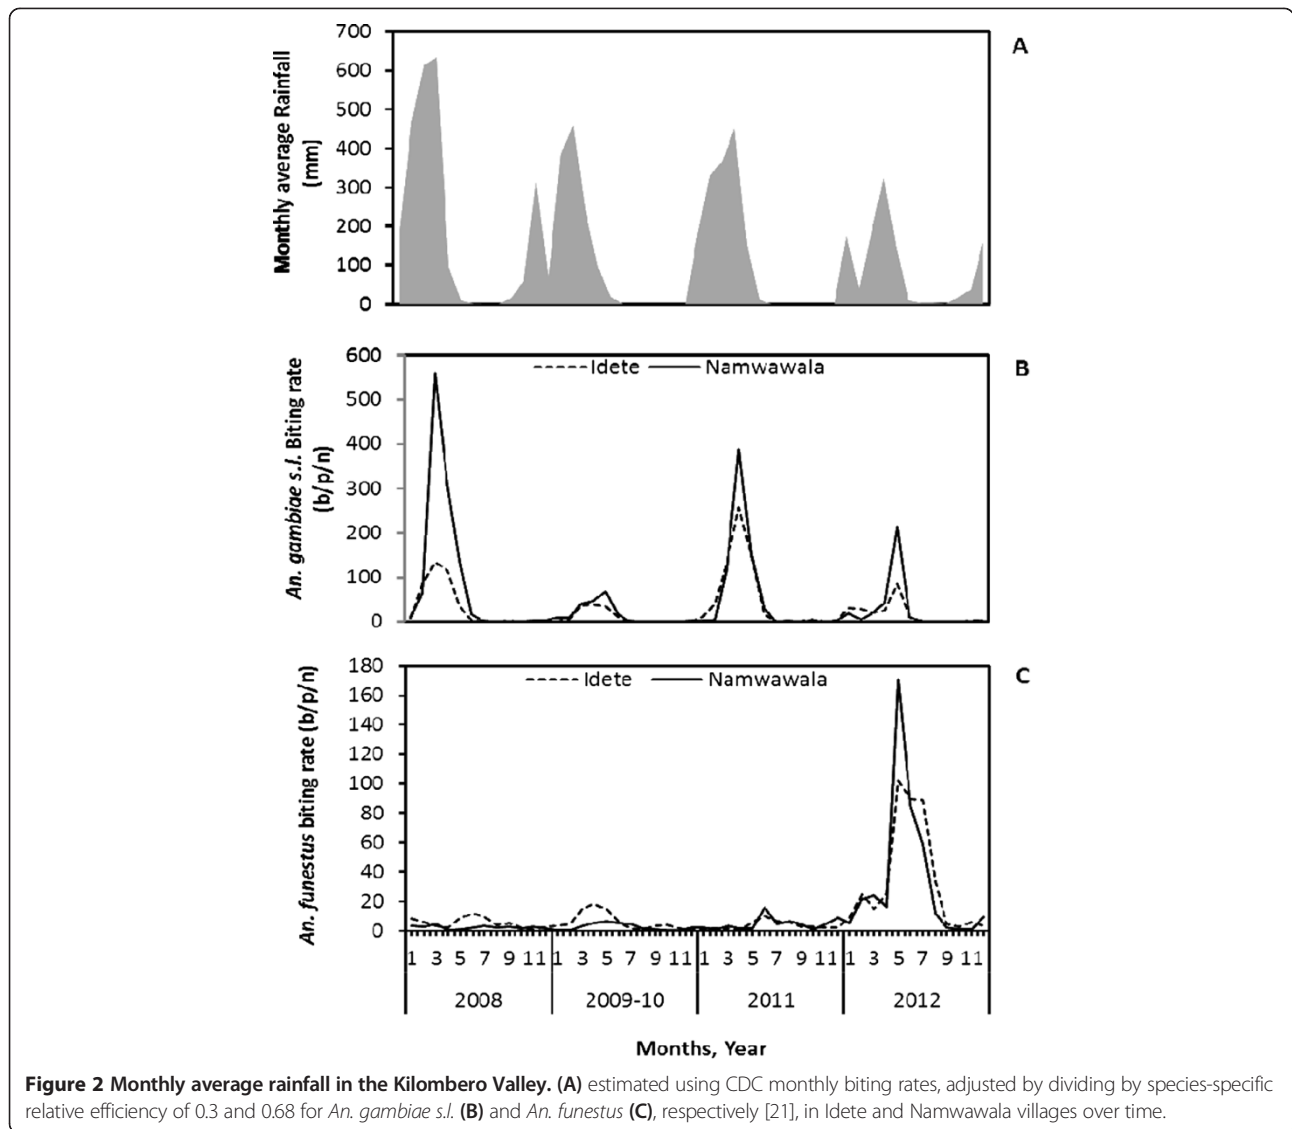 A
Monthly average Rainfall
(mm)
700
600
500
400
300
200
100
0
B
An. gambiae s.l. Biting rate
(b/p/n)
600
500
400
300
200
100
0
Idete Namwawala
C
An. funestus biting rate (b/p/n)
180
160
140
120
100
80
60
40
20
0
Idete Namwawala
1 3 5 7 9 11 1 3 5 7 9 11 1 3 5 7 9 11 1 3 5 7 9 11
2008 2009-10 2011 2012
Months, Year
Figure 2 Monthly average rainfall in the Kilombero Valley. (A) estimated using CDC monthly biting rates, adjusted by dividing by species-specific
relative efficiency of 0.3 and 0.68 for An. gambiae s.l. (B) and An. funestus (C), respectively [21], in Idete and Namwawala villages over time.